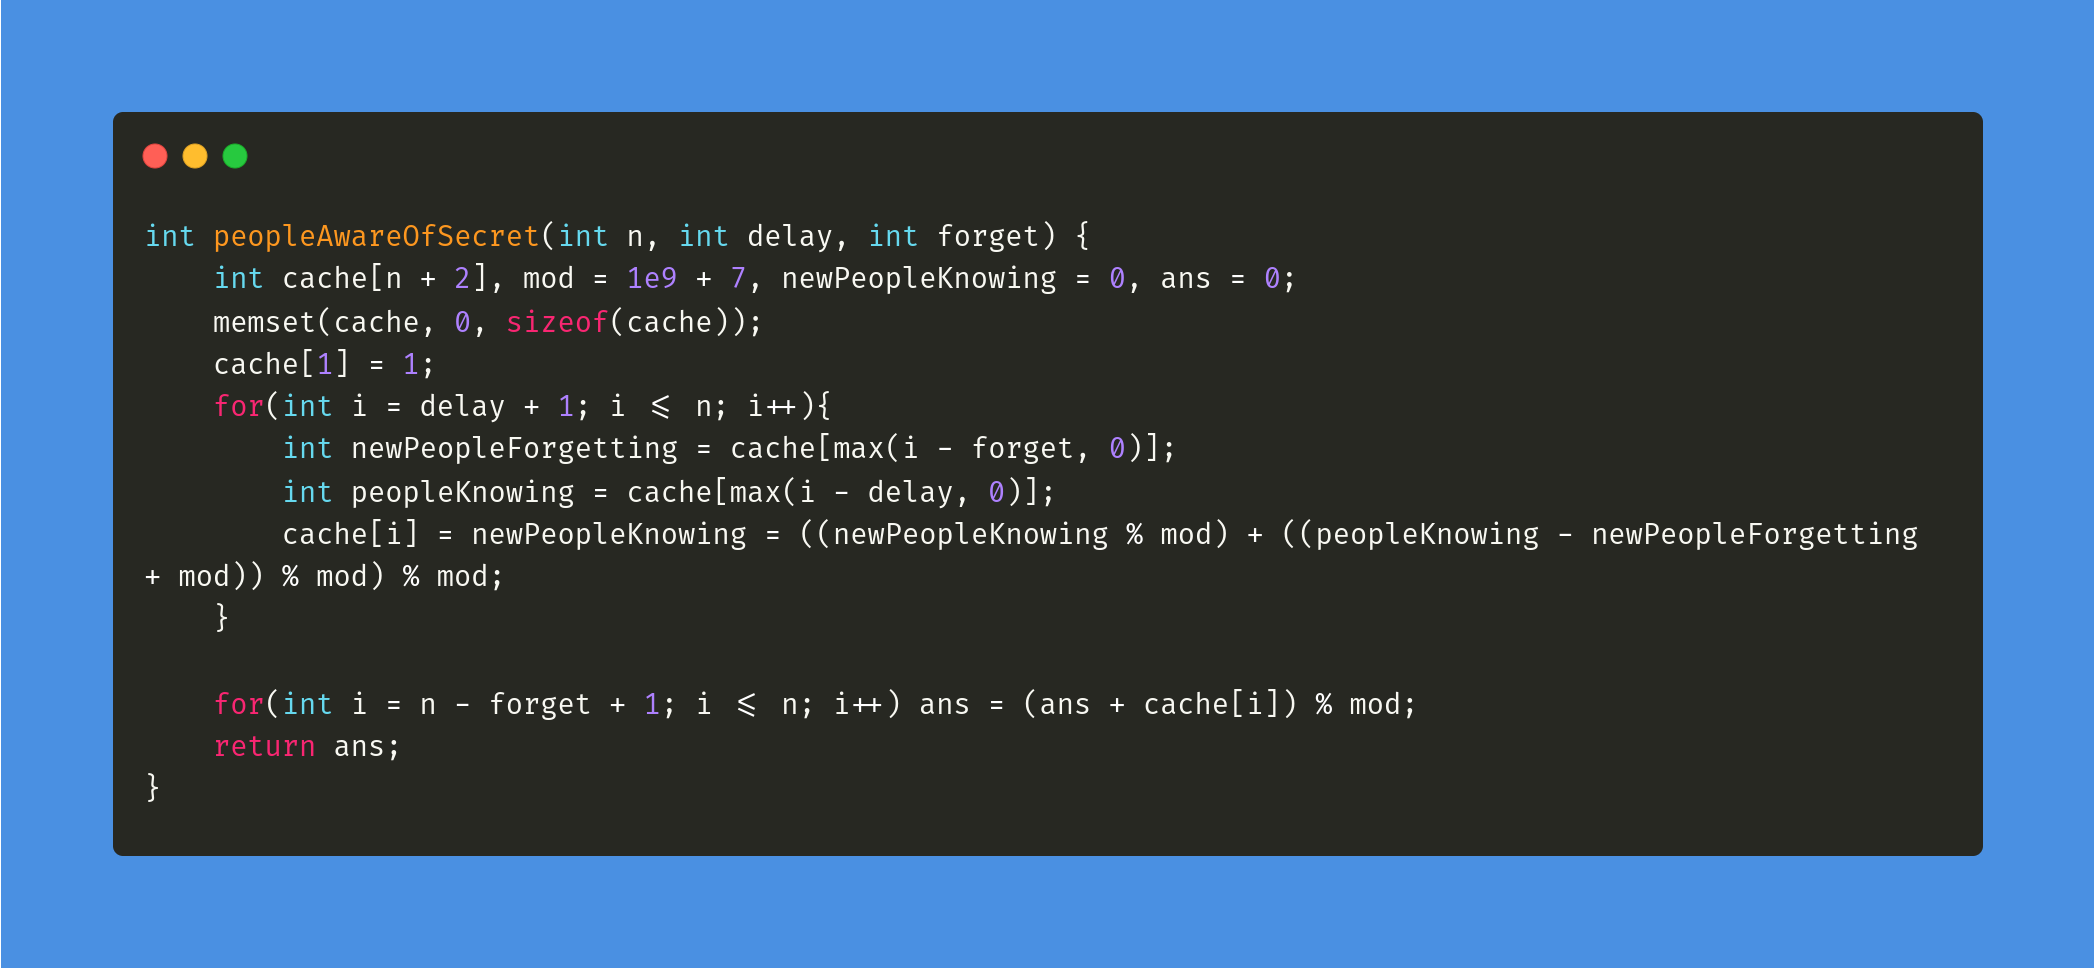 int peopleAwareOfSecret(int n, int delay, int forget) {
    int cache[n + 2], mod = 1e9 + 7, newPeopleKnowing = 0, ans = 0;
    memset(cache, 0, sizeof(cache));
    cache[1] = 1;
    for(int i = delay + 1; i <= n; i++){
        int newPeopleForgetting = cache[max(i - forget, 0)];
        int peopleKnowing = cache[max(i - delay, 0)];
        cache[i] = newPeopleKnowing = ((newPeopleKnowing % mod) + ((peopleKnowing - newPeopleForgetting
+ mod)) % mod) % mod;
    }

    for(int i = n - forget + 1; i <= n; i++) ans = (ans + cache[i]) % mod;
    return ans;
}